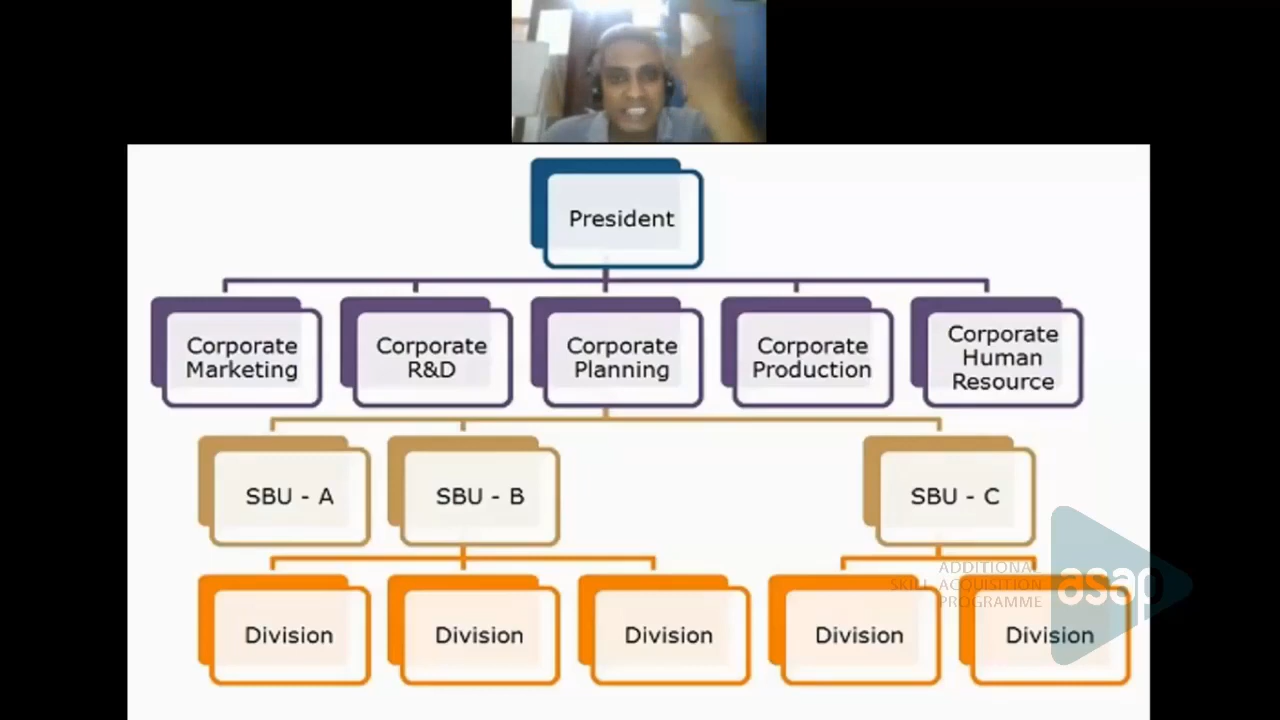 President
Corporate
Marketing
Corporate
R&D
Corporate
Planning
Corporate
Production
Corporate
Human
Resource
SBU - A
SBU - B
SBU - C
Division
Division
Division
Division
Division
ADDITIONAL
SKILL ACQUISITION
PROGRAMME
asap